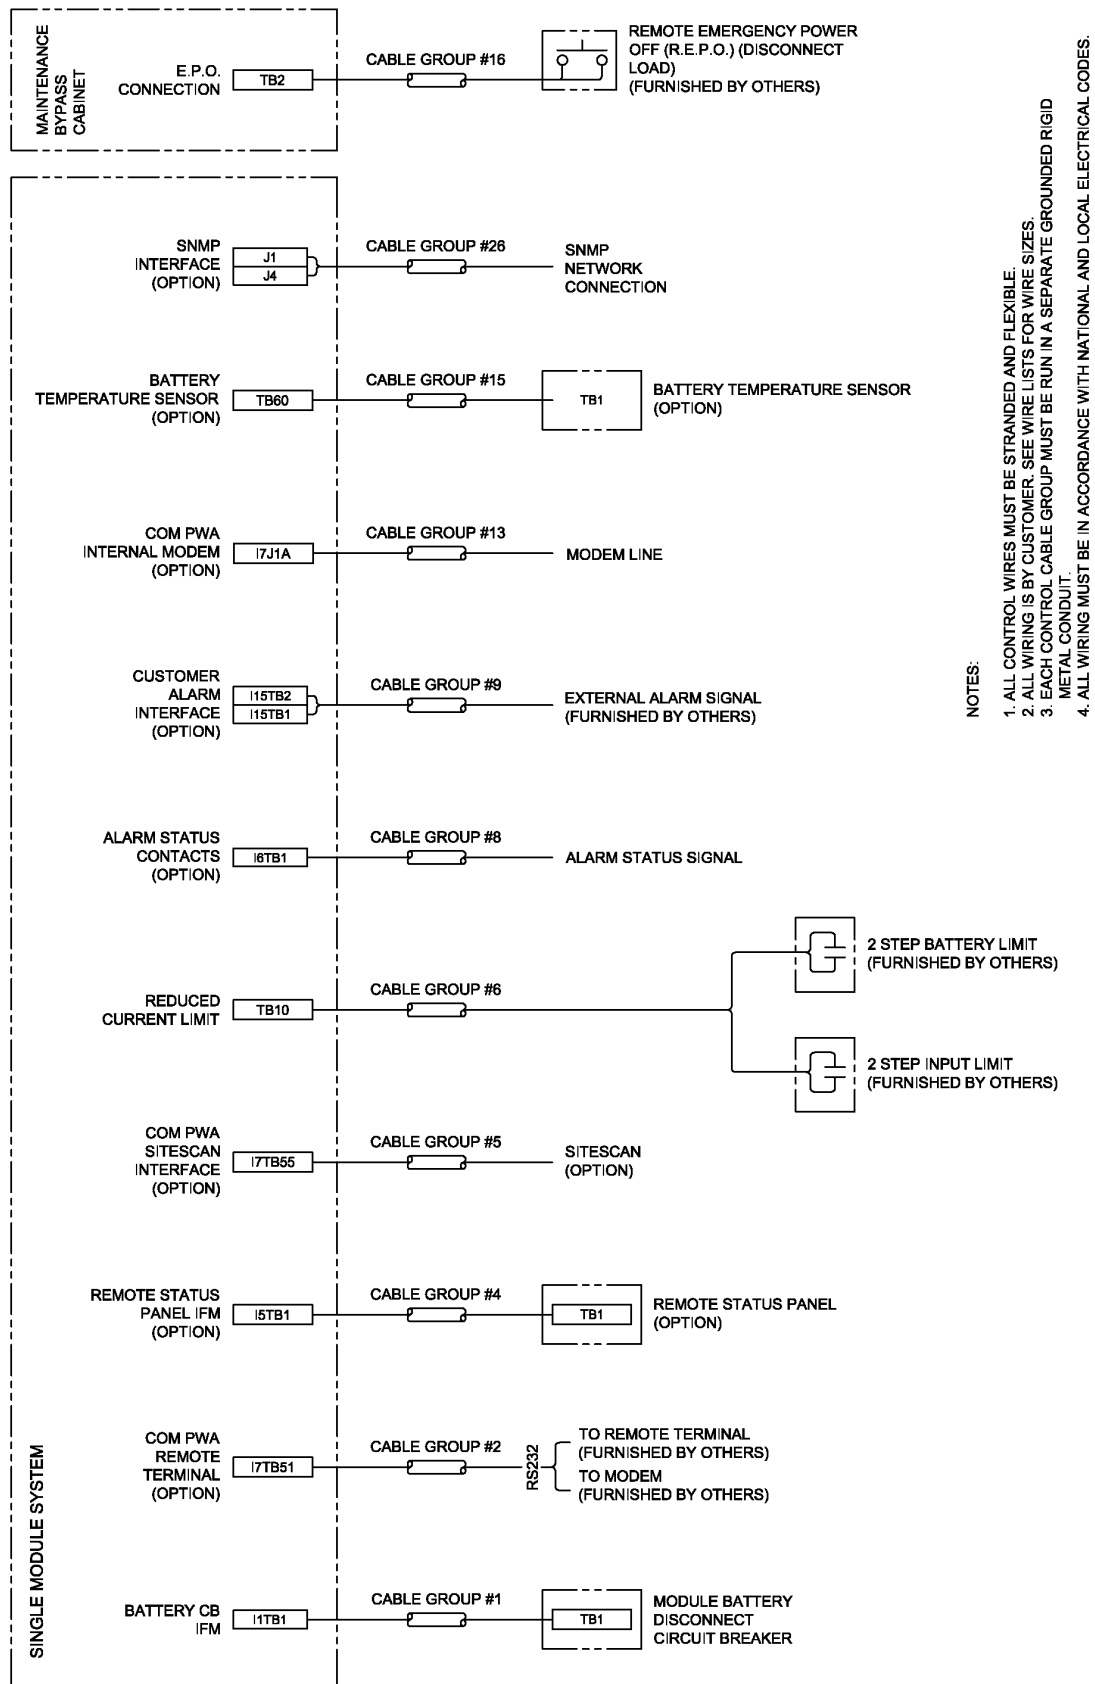 MAINTENANCE
BYPASS
CABINET
E.P.O.
CONNECTION
TB2
CABLE GROUP #16
REMOTE EMERGENCY POWER
OFF (R.E.P.O.) (DISCONNECT
LOAD)
(FURNISHED BY OTHERS)
SINGLE MODULE SYSTEM
SNMP
INTERFACE
(OPTION)
J1
J4
CABLE GROUP #26
SNMP
NETWORK
CONNECTION
BATTERY
TEMPERATURE SENSOR
(OPTION)
TB60
CABLE GROUP #15
TB1
BATTERY TEMPERATURE SENSOR
(OPTION)
COM PWA
INTERNAL MODEM
(OPTION)
I7J1A
CABLE GROUP #13
MODEM LINE
CUSTOMER
ALARM
INTERFACE
(OPTION)
I15TB2
I15TB1
CABLE GROUP #9
EXTERNAL ALARM SIGNAL
(FURNISHED BY OTHERS)
ALARM STATUS
CONTACTS
(OPTION)
I6TB1
CABLE GROUP #8
ALARM STATUS SIGNAL
REDUCED
CURRENT LIMIT
TB10
CABLE GROUP #6
2 STEP BATTERY LIMIT
(FURNISHED BY OTHERS)
2 STEP INPUT LIMIT
(FURNISHED BY OTHERS)
COM PWA
SITESCAN
INTERFACE
(OPTION)
I7TB55
CABLE GROUP #5
SITESCAN
(OPTION)
REMOTE STATUS
PANEL IFM
(OPTION)
I5TB1
CABLE GROUP #4
TB1
REMOTE STATUS PANEL
(OPTION)
COM PWA
REMOTE
TERMINAL
(OPTION)
I7TB51
CABLE GROUP #2
RS232
TO REMOTE TERMINAL
(FURNISHED BY OTHERS)
TO MODEM
(FURNISHED BY OTHERS)
BATTERY CB
IFM
I1TB1
CABLE GROUP #1
TB1
MODULE BATTERY
DISCONNECT
CIRCUIT BREAKER
NOTES:
1. ALL CONTROL WIRES MUST BE STRANDED AND FLEXIBLE.
2. ALL WIRING IS BY CUSTOMER. SEE WIRE LISTS FOR WIRE SIZES.
3. EACH CONTROL CABLE GROUP MUST BE RUN IN A SEPARATE GROUNDED RIGID
METAL CONDUIT.
4. ALL WIRING MUST BE IN ACCORDANCE WITH NATIONAL AND LOCAL ELECTRICAL CODES.